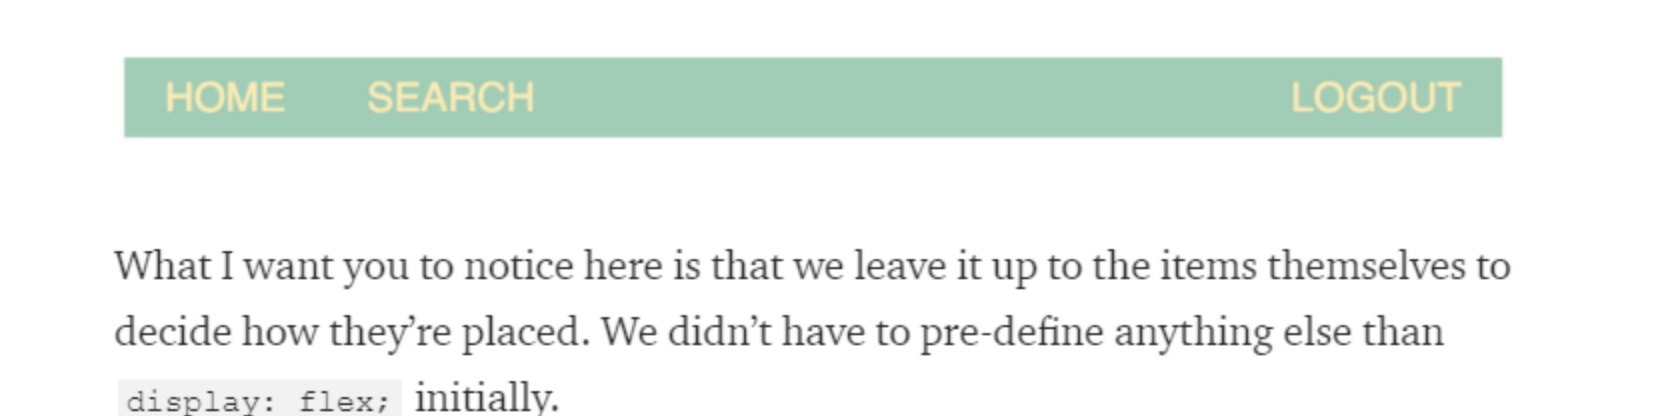 HOME SEARCH LOGOUT
What I want you to notice here is that we leave it up to the items themselves to
decide how they’re placed. We didn’t have to pre-define anything else than
display: flex; initially.